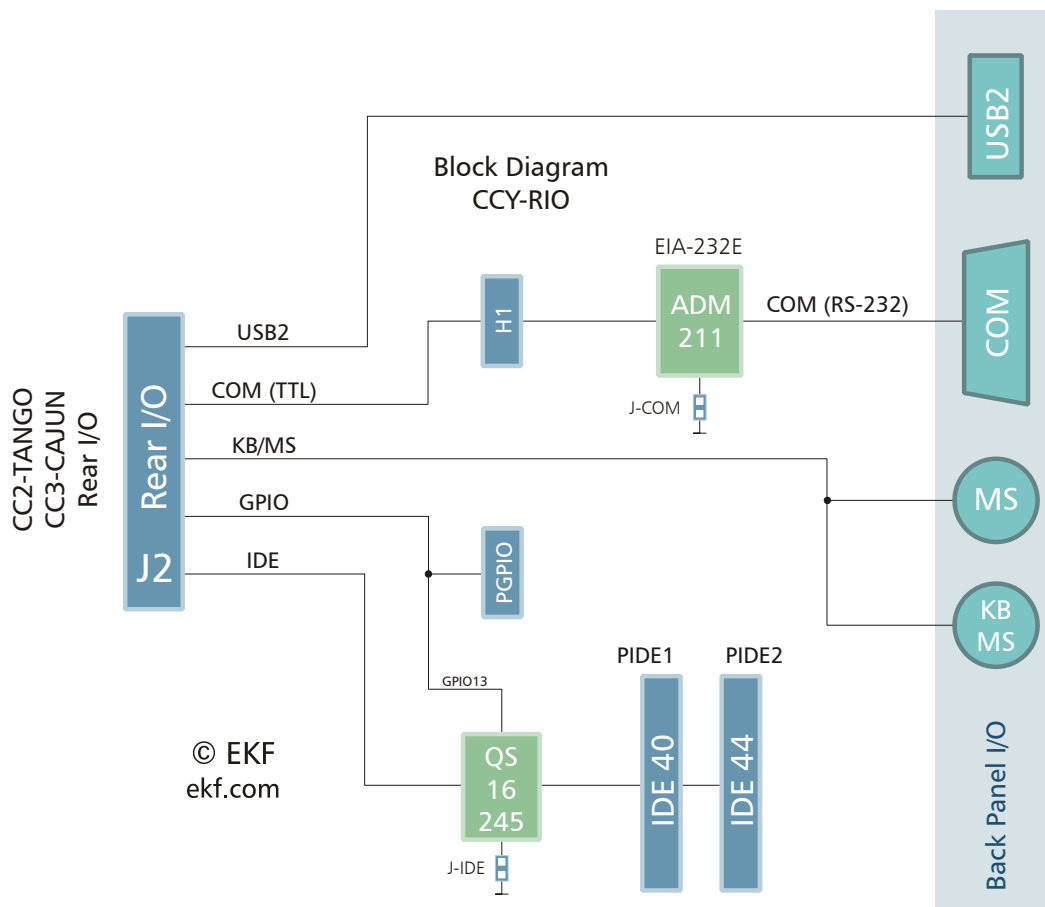 USB2
Block Diagram
CCY-RIO
EIA-232E
ADM
211
COM (RS-232)
COM
H1
USB2
COM (TTL)
J-COM
KB/MS
MS
GPIO
PGPIO
IDE
CC2-TANGO
CC3-CAJUN
Rear I/O
Rear I/O
J2
KB
MS
PIDE1
PIDE2
GPIO13
IDE 40
IDE 44
QS
16
245
J-IDE
© EKF
ekf.com
Back Panel I/O